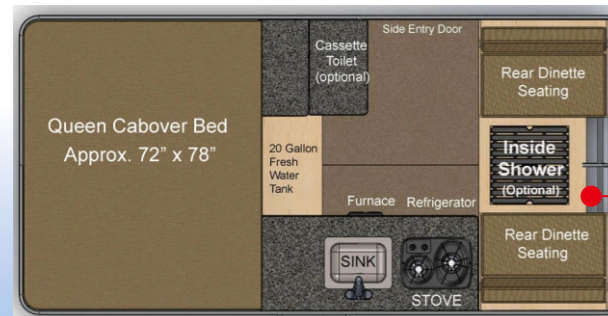 Side Entry Door
Cassette
Toilet
(optional)
Rear Dinette
Seating
Queen Cabover Bed
Approx. 72” x 78”
20 Gallon
Fresh
Water
Tank
Inside
Shower
(Optional)
Furnace
Refrigerator
Rear Dinette
Seating
SINK
STOVE